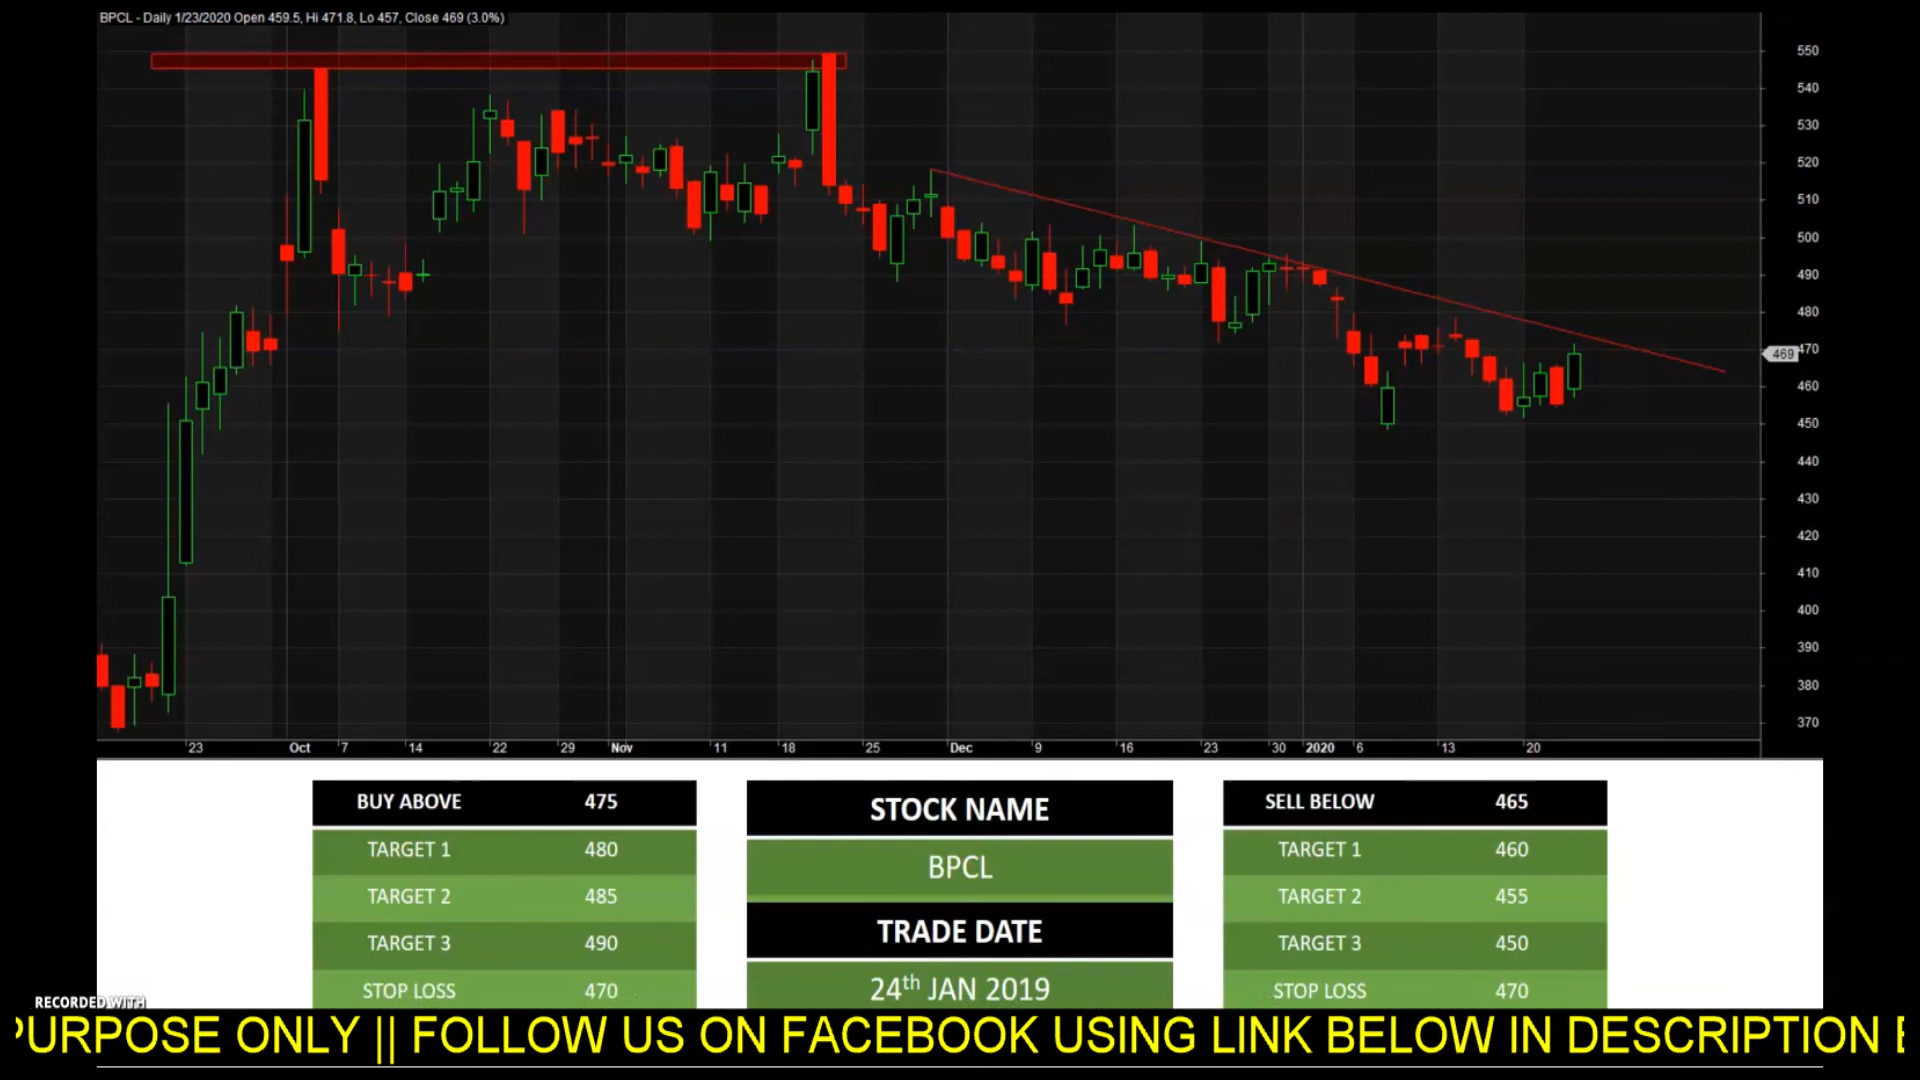 BPCL - Daily 1/23/2020 Open 459.5, Hi 471.8, Lo 457, Close 469 (3.0%)
550
540
530
520
510
500
490
480
469 470
460
450
440
430
420
410
400
390
380
370
23 Oct 7 14 22 29 Nov 11 18 25 Dec 9 16 23 30 2020 6 13 20
BUY ABOVE 475
TARGET 1 480
TARGET 2 485
TARGET 3 490
STOP LOSS 470
STOCK NAME
BPCL
TRADE DATE
24th JAN 2019
SELL BELOW 465
TARGET 1 460
TARGET 2 455
TARGET 3 450
STOP LOSS 470
RECORDED WITH
PURPOSE ONLY || FOLLOW US ON FACEBOOK USING LINK BELOW IN DESCRIPTION